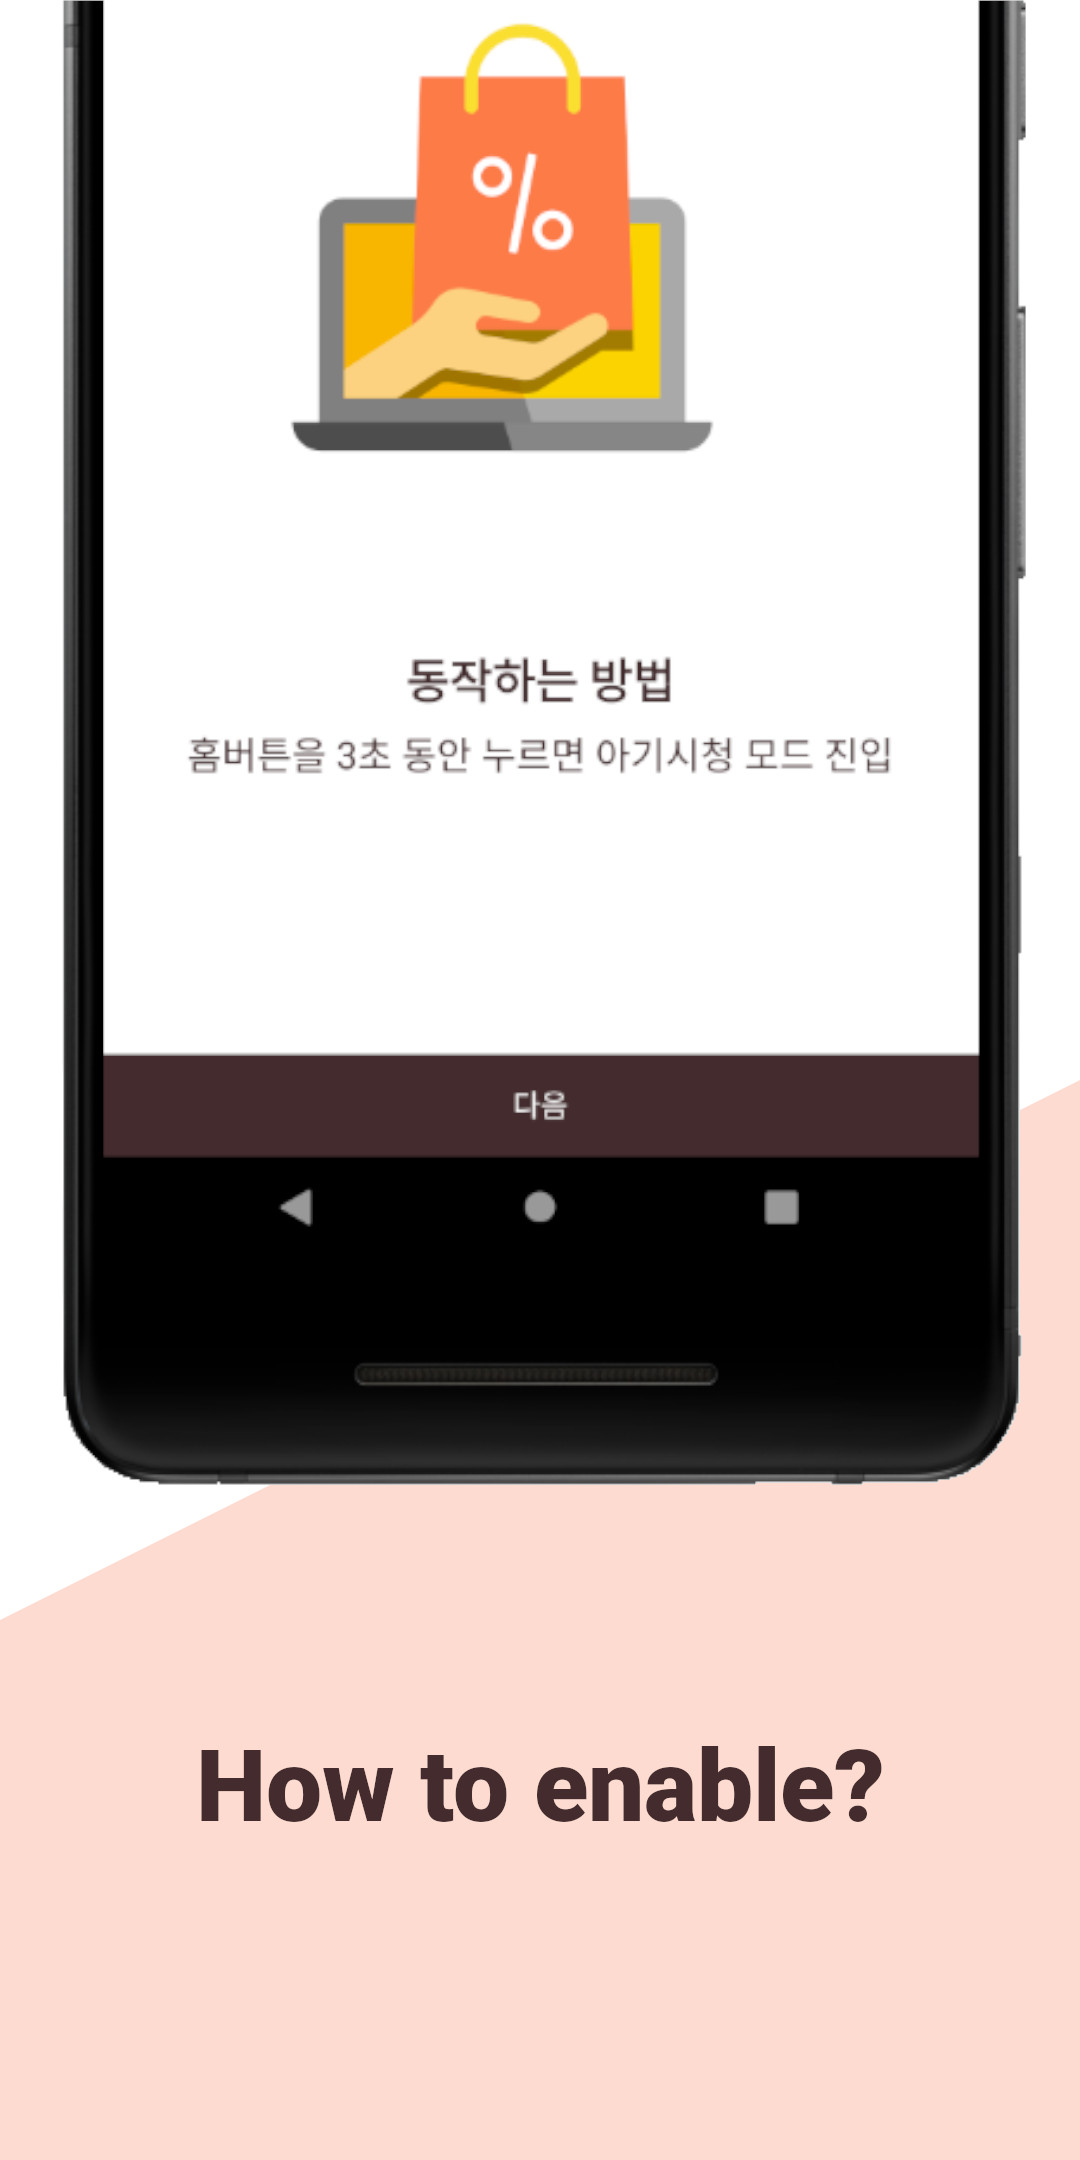 %
동작하는 방법
홈버튼을 3초 동안 누르면 아기시청 모드 진입
다음
How to enable?